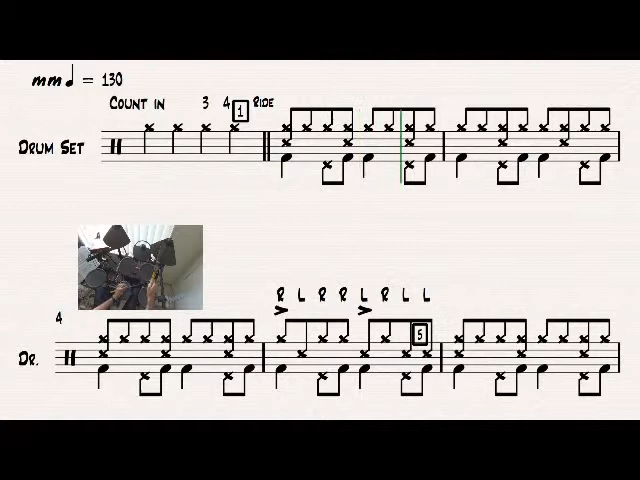 mm ♩ = 130
COUNT IN 3 4 1 RIDE
DRUM SET
R L R R L R L L
4
5
DR.